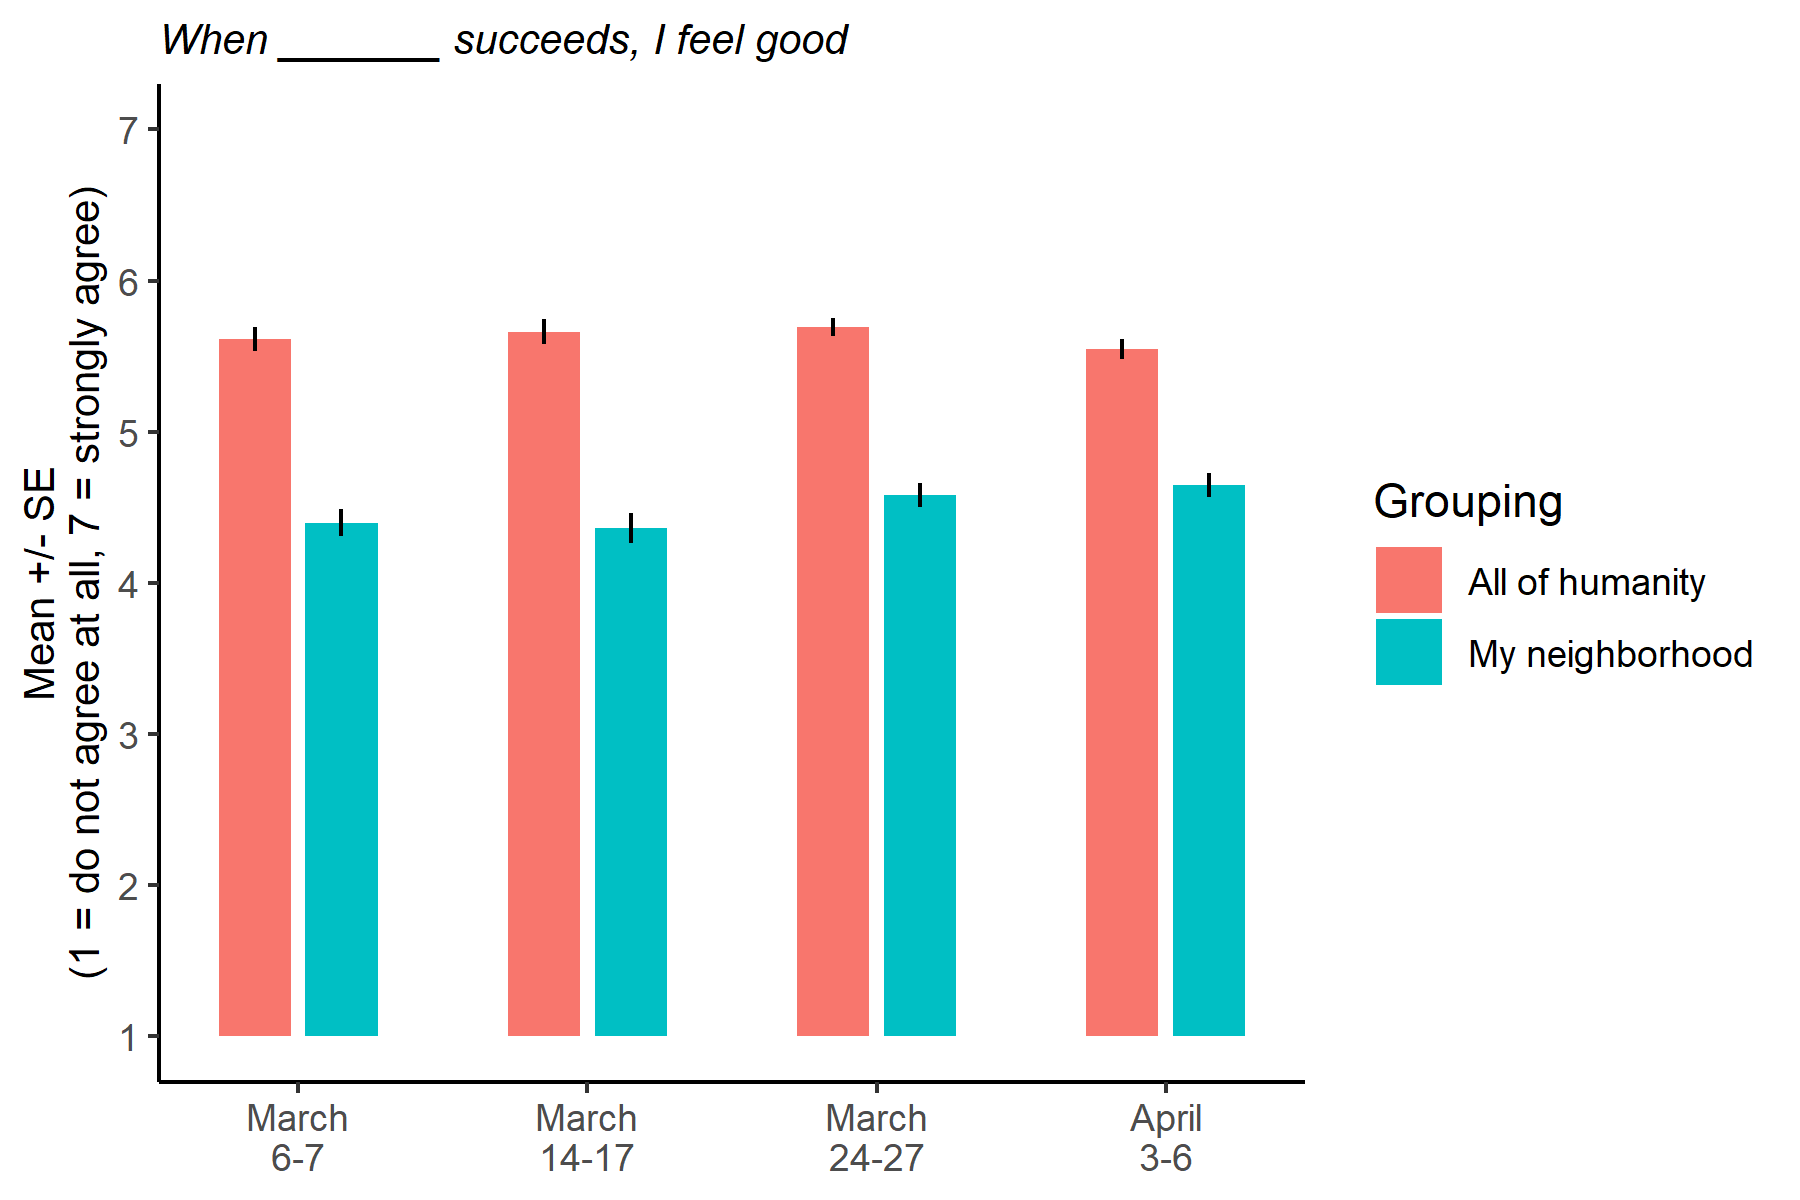 When _______ succeeds, I feel good
Mean +/- SE
(1 = do not agree at all, 7 = strongly agree)
7
6
5
4
3
2
1
March
6-7
March
14-17
March
24-27
April
3-6
Grouping
All of humanity
My neighborhood